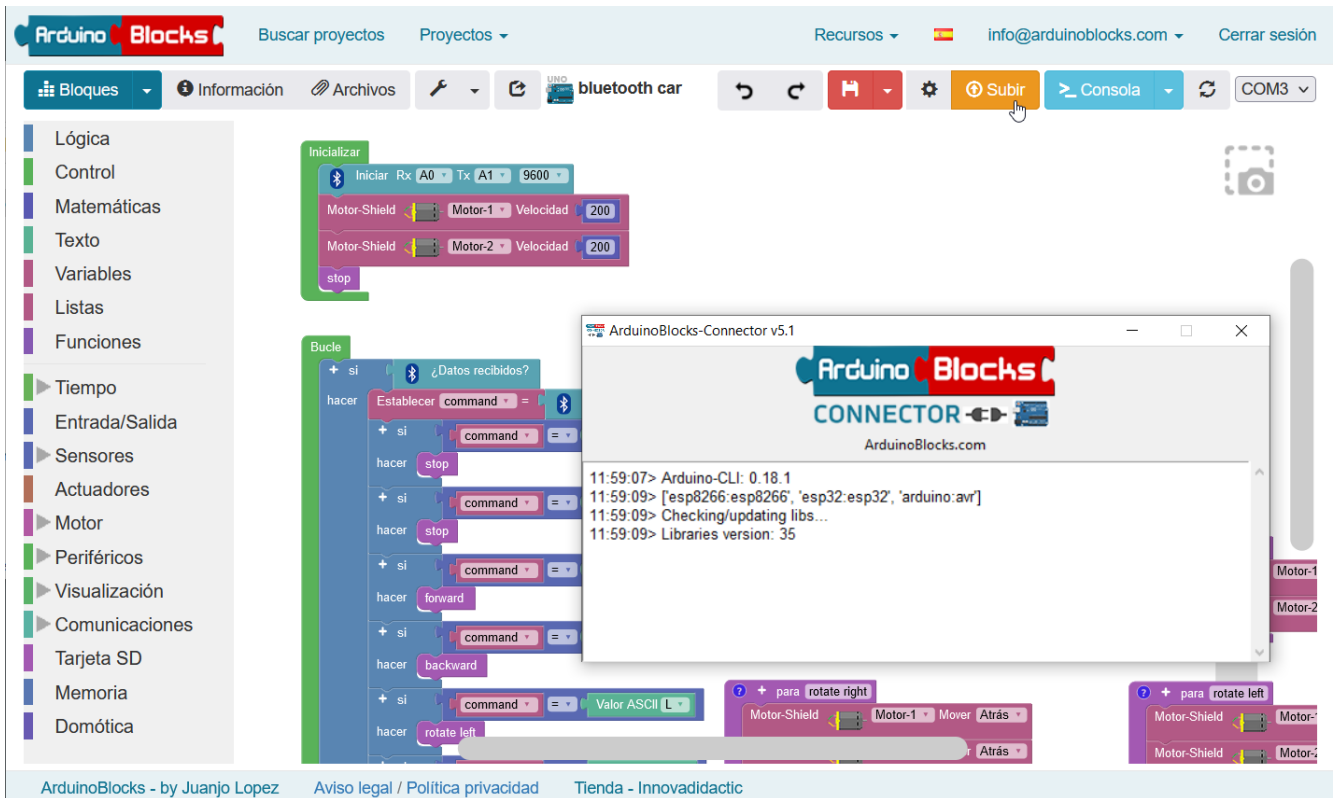 Arduino Blocks Buscar proyectos Proyectos Recursos info@arduinoblocks.com Cerrar sesión
Bloques Información Archivos UNO bluetooth car Subir >_ Consola COM3
Lógica
Control
Matemáticas
Texto
Variables
Listas
Funciones
Tiempo
Entrada/Salida
Sensores
Actuadores
Motor
Periféricos
Visualización
Comunicaciones
Tarjeta SD
Memoria
Domótica
Inicializar
Iniciar Rx A0 Tx A1 9600
Motor-Shield Motor-1 Velocidad 200
Motor-Shield Motor-2 Velocidad 200
stop
Bucle
+ si ¿Datos recibidos?
hacer Establecer command =
+ si command =
hacer stop
+ si command =
hacer stop
+ si command =
hacer forward
+ si command =
hacer backward
+ si command = Valor ASCII L
hacer rotate left
ArduinoBlocks-Connector v5.1
Arduino Blocks
CONNECTOR
ArduinoBlocks.com
11:59:07> Arduino-CLI: 0.18.1
11:59:09> ['esp8266:esp8266', 'esp32:esp32', 'arduino:avr']
11:59:09> Checking/updating libs...
11:59:09> Libraries version: 35
Motor-1
Motor-2
? + para rotate right
Motor-Shield Motor-1 Mover Atrás
Atrás
? + para rotate left
Motor-Shield Motor-
Motor-Shield Motor-
ArduinoBlocks - by Juanjo Lopez Aviso legal / Política privacidad Tienda - Innovadidactic